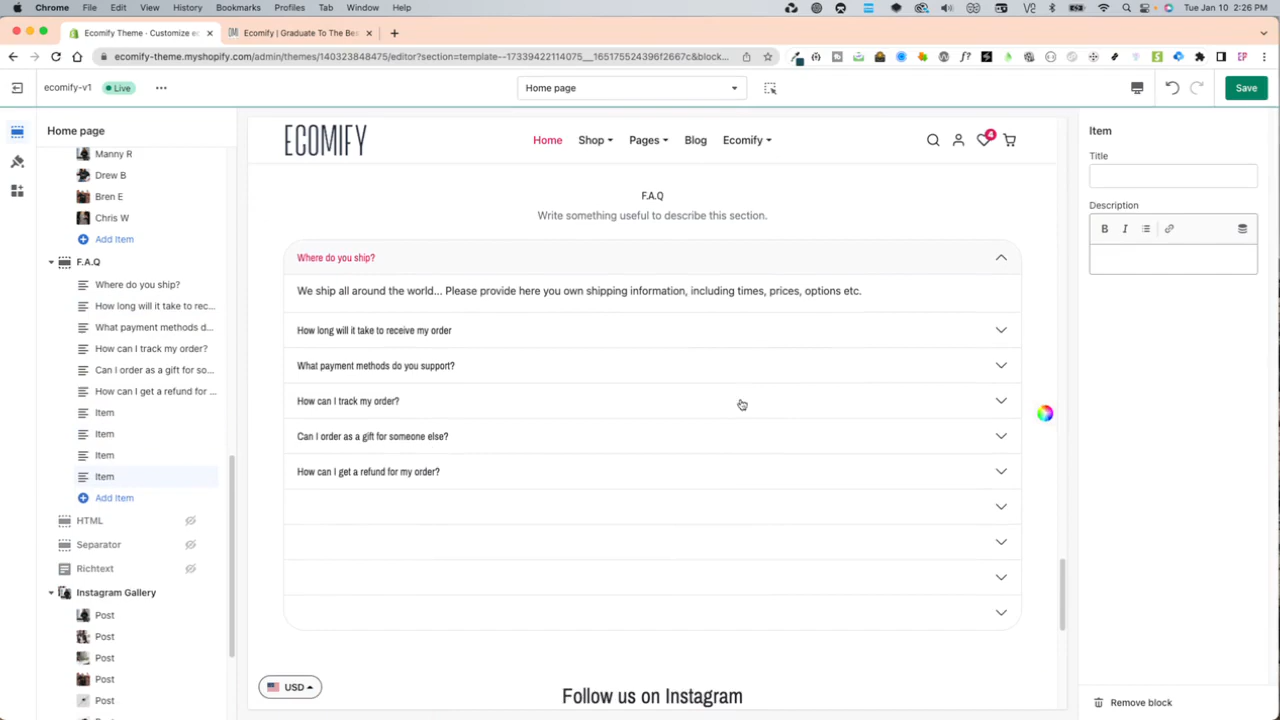 Chrome File Edit View History Bookmarks Profiles Tab Window Help Tue Jan 10 2:26 PM
Ecomify Theme - Customize ec
Ecomify | Graduate To The Bes
ecomify-theme.myshopify.com/admin/themes/140323848475/editor?section=template--17339422114075__165175524396f2667c&block...
ecomify-v1 Live
Home page
Save
Home page
Manny R
Drew B
Bren E
Chris W
Add Item
F.A.Q
Where do you ship?
How long will it take to rec...
What payment methods d...
How can I track my order?
Can I order as a gift for so...
How can I get a refund for ...
Item
Item
Item
Item
Add Item
HTML
Separator
Richtext
Instagram Gallery
Post
Post
Post
Post
Post
ECOMIFY
Home Shop Pages Blog Ecomify
4
F.A.Q
Write something useful to describe this section.
Where do you ship?
We ship all around the world... Please provide here you own shipping information, including times, prices, options etc.
How long will it take to receive my order
What payment methods do you support?
How can I track my order?
Can I order as a gift for someone else?
How can I get a refund for my order?
USD
Follow us on Instagram
Item
Title
Description
B I
Remove block